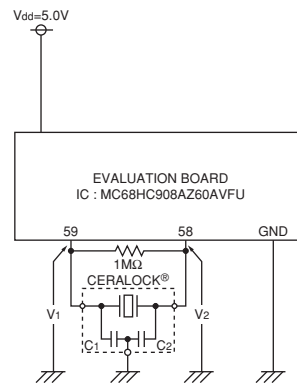 Vdd=5.0V
EVALUATION BOARD
IC : MC68HC908AZ60AVFU
59
58
GND
1MΩ
CERALOCK®
V1
V2
C1
C2